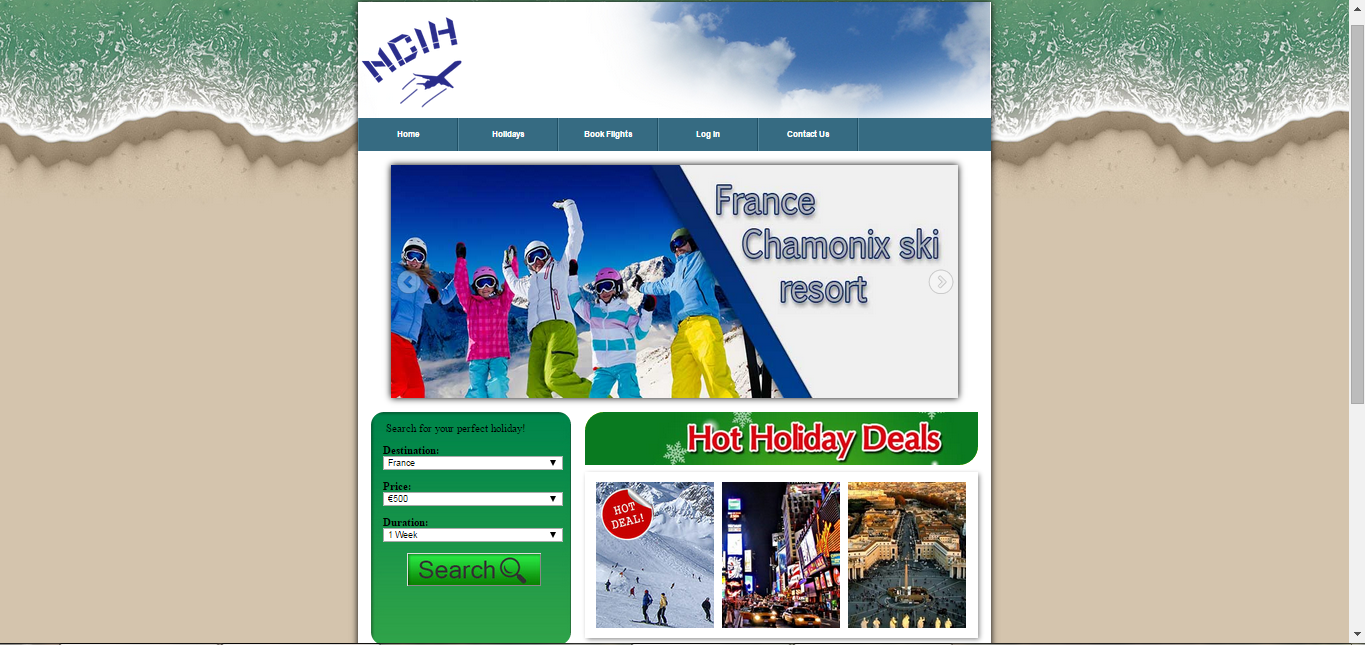 NCIH
Home
Holidays
Book Flights
Log In
Contact Us
France
Chamonix ski
resort
Search for your perfect holiday!
Destination:
France
Price:
€500
Duration:
1 Week
Search
Hot Holiday Deals
HOT
DEAL!